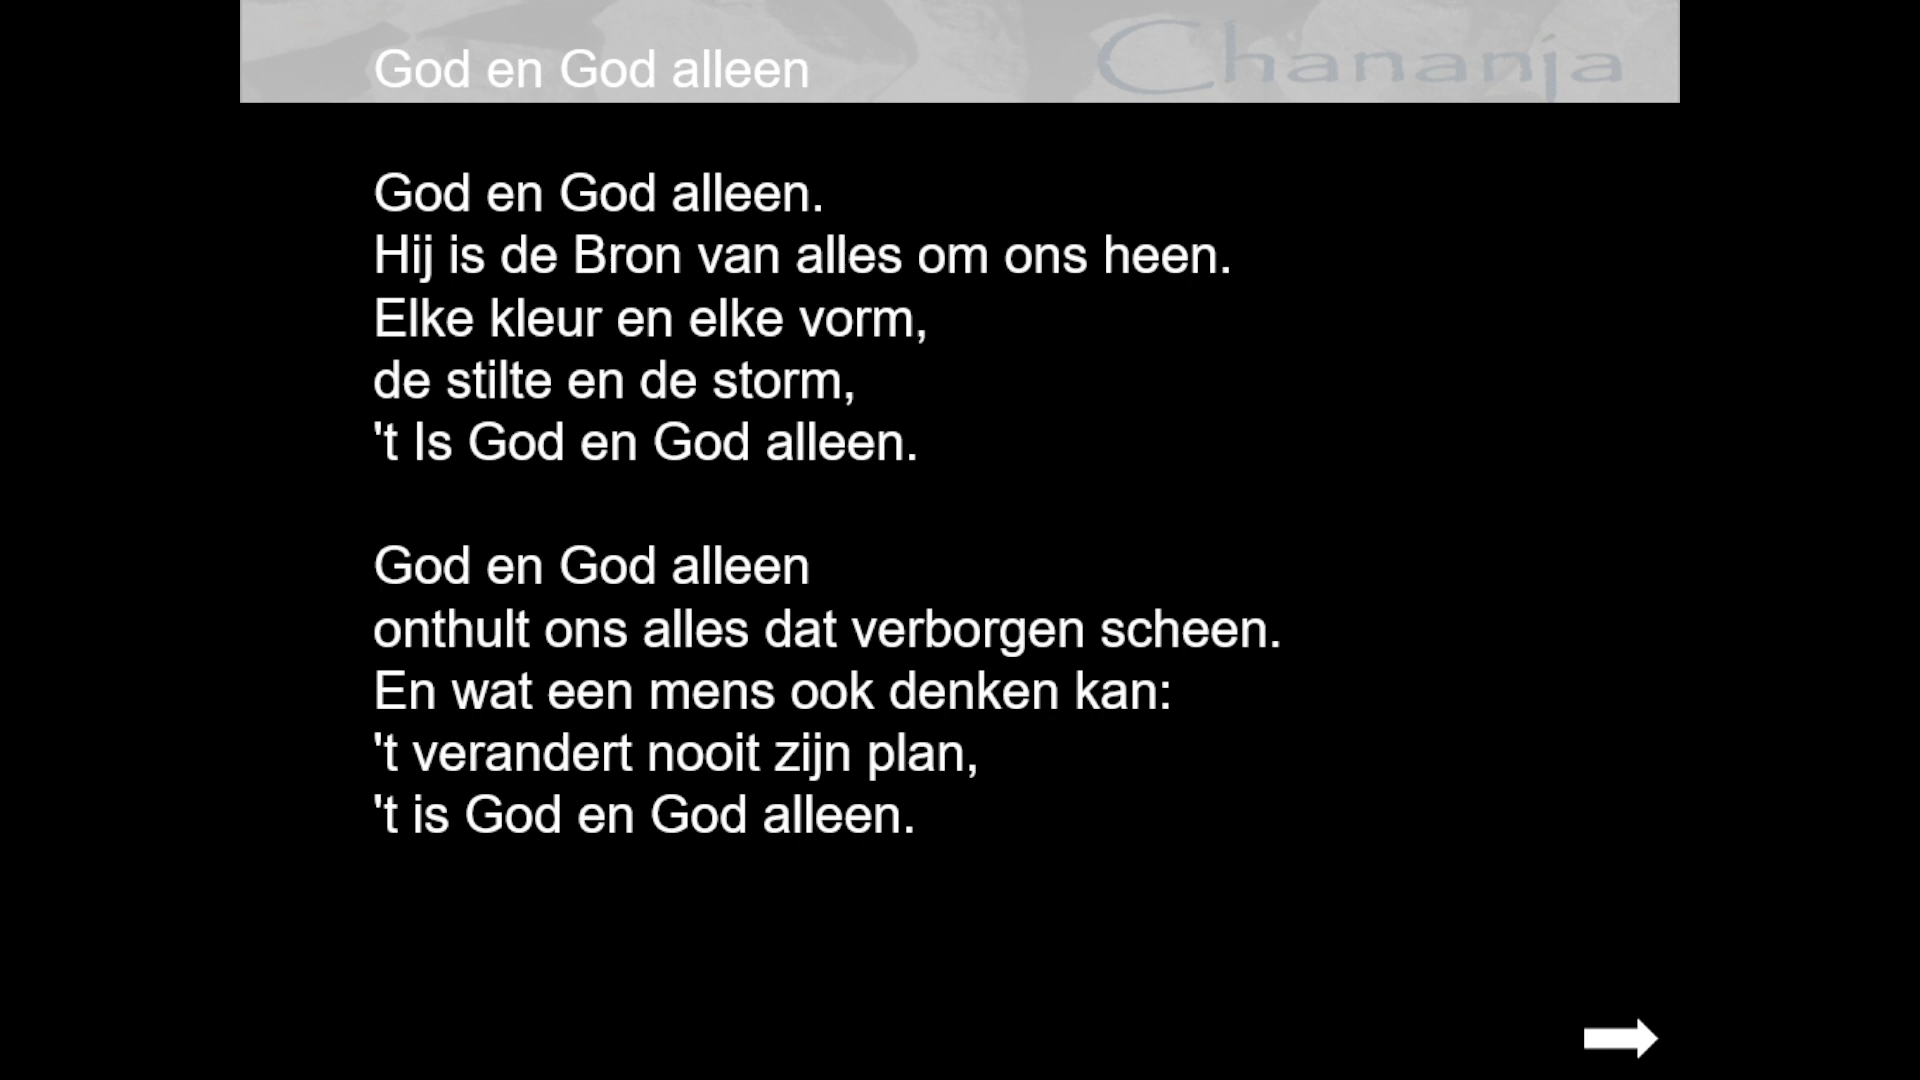 God en God alleen
Chananja
God en God alleen.
Hij is de Bron van alles om ons heen.
Elke kleur en elke vorm,
de stilte en de storm,
't Is God en God alleen.
God en God alleen
onthult ons alles dat verborgen scheen.
En wat een mens ook denken kan:
't verandert nooit zijn plan,
't is God en God alleen.